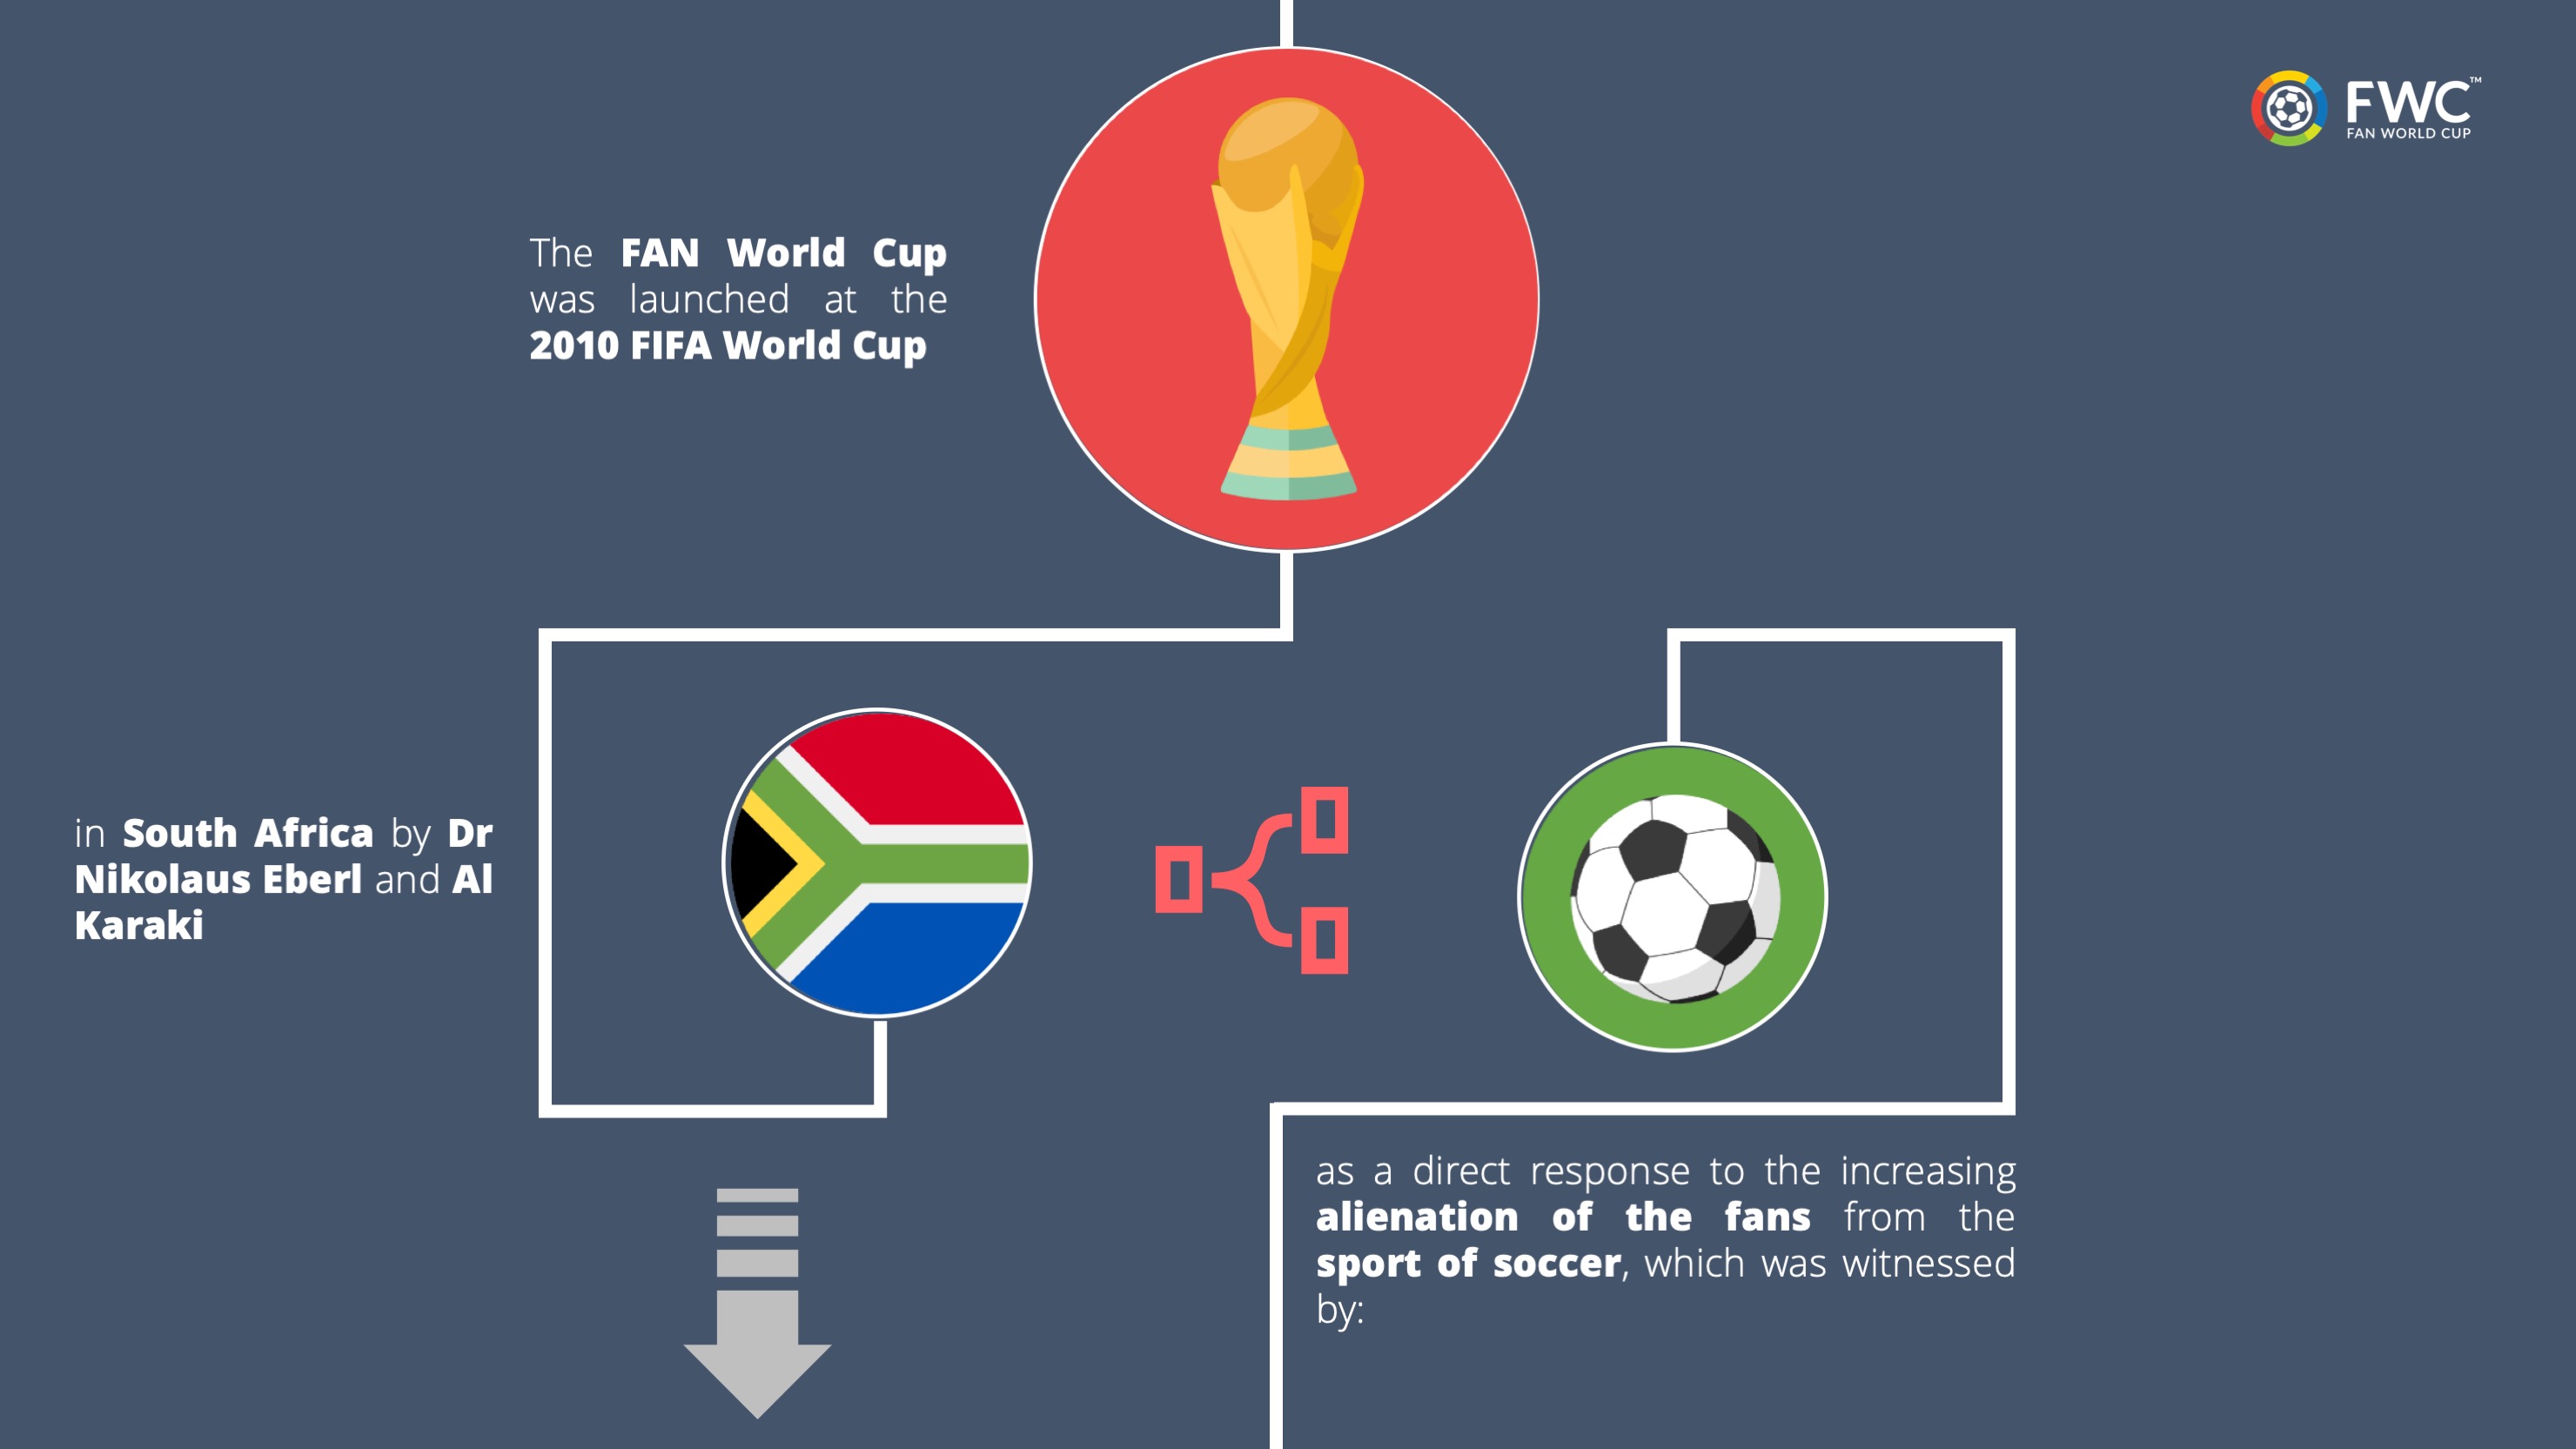 FWC™
FAN WORLD CUP
The FAN World Cup
was launched at the
2010 FIFA World Cup
in South Africa by Dr
Nikolaus Eberl and Al
Karaki
as a direct response to the increasing
alienation of the fans from the
sport of soccer, which was witnessed
by: